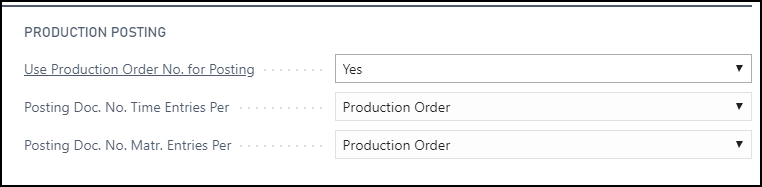 PRODUCTION POSTING
Use Production Order No. for Posting Yes
Posting Doc. No. Time Entries Per Production Order
Posting Doc. No. Matr. Entries Per Production Order